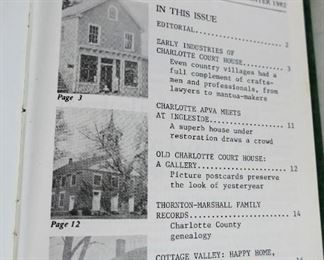 WINTER 1982
IN THIS ISSUE
EDITORIAL.................. 2
EARLY INDUSTRIES OF
CHARLOTTE COURT HOUSE...... 3
Even country villages had a
full complement of crafts-
men and professionals, from
lawyers to mantua-makers
Page 3
CHARLOTTE APVA MEETS
AT INGLESIDE............... 11
A superb house under
restoration draws a crowd
OLD CHARLOTTE COURT HOUSE:
A GALLERY.................. 12
Picture postcards preserve
the look of yesteryear
Page 12
THORNTON-MARSHALL FAMILY
RECORDS.................... 14
Charlotte County
genealogy
COTTAGE VALLEY: HAPPY HOME,